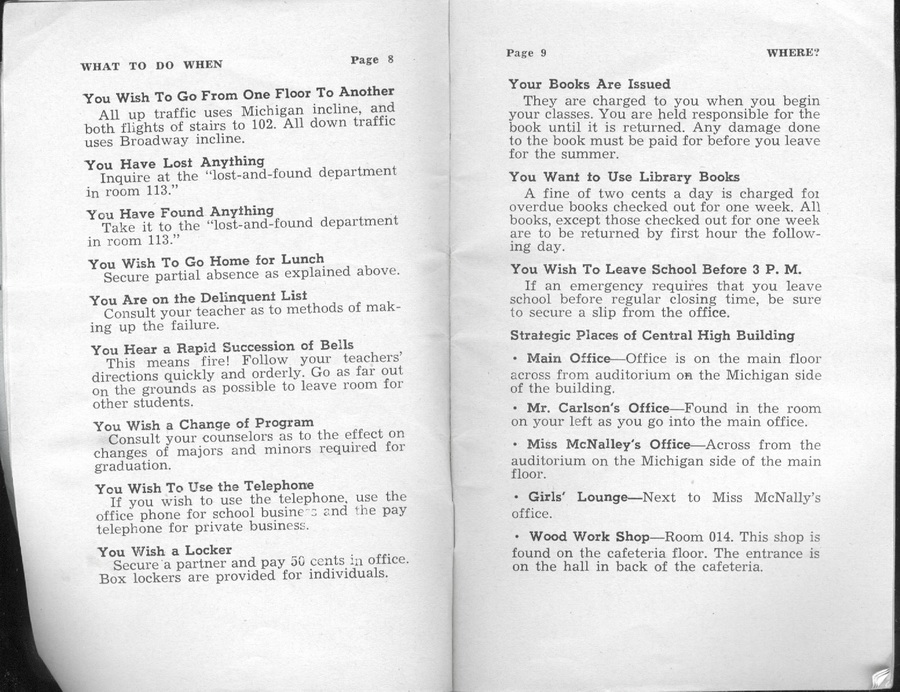 WHAT TO DO WHEN Page 8
You Wish To Go From One Floor To Another
All up traffic uses Michigan incline, and
both flights of stairs to 102. All down traffic
uses Broadway incline.
You Have Lost Anything
Inquire at the “lost-and-found department
in room 113.”
You Have Found Anything
Take it to the “lost-and-found department
in room 113.”
You Wish To Go Home for Lunch
Secure partial absence as explained above.
You Are on the Delinquent List
Consult your teacher as to methods of mak-
ing up the failure.
You Hear a Rapid Succession of Bells
This means fire! Follow your teachers’
directions quickly and orderly. Go as far out
on the grounds as possible to leave room for
other students.
You Wish a Change of Program
Consult your counselors as to the effect on
changes of majors and minors required for
graduation.
You Wish To Use the Telephone
If you wish to use the telephone, use the
office phone for school business and the pay
telephone for private business.
You Wish a Locker
Secure a partner and pay 50 cents in office.
Box lockers are provided for individuals.
Page 9 WHERE?
Your Books Are Issued
They are charged to you when you begin
your classes. You are held responsible for the
book until it is returned. Any damage done
to the book must be paid for before you leave
for the summer.
You Want to Use Library Books
A fine of two cents a day is charged for
overdue books checked out for one week. All
books, except those checked out for one week
are to be returned by first hour the follow-
ing day.
You Wish To Leave School Before 3 P. M.
If an emergency requires that you leave
school before regular closing time, be sure
to secure a slip from the office.
Strategic Places of Central High Building
• Main Office—Office is on the main floor
across from auditorium on the Michigan side
of the building.
• Mr. Carlson’s Office—Found in the room
on your left as you go into the main office.
• Miss McNalley’s Office—Across from the
auditorium on the Michigan side of the main
floor.
• Girls’ Lounge—Next to Miss McNally’s
office.
• Wood Work Shop—Room 014. This shop is
found on the cafeteria floor. The entrance is
on the hall in back of the cafeteria.